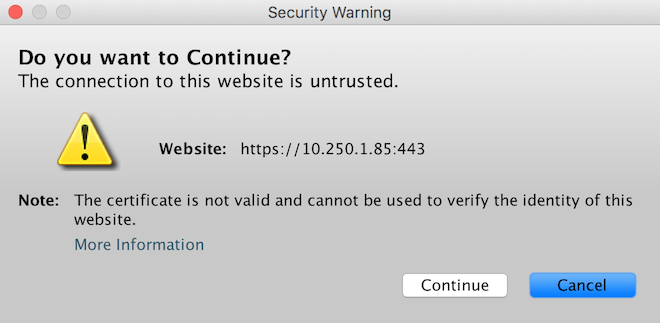 Security Warning
Do you want to Continue?
The connection to this website is untrusted.
Website: https://10.250.1.85:443
Note: The certificate is not valid and cannot be used to verify the identity of this
website.
More Information
Continue Cancel